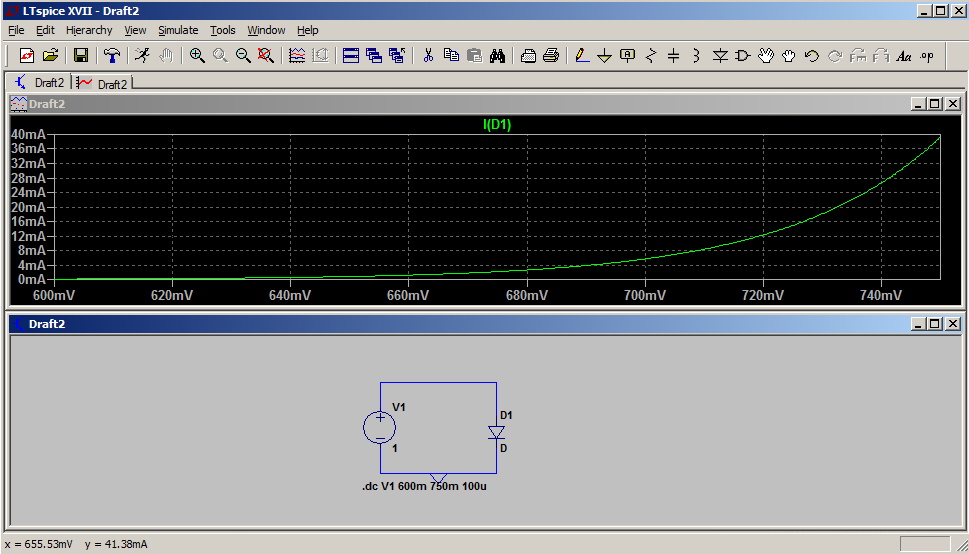 LTspice XVII - Draft2
File Edit Hierarchy View Simulate Tools Window Help
Draft2 Draft2
Draft2
I(D1)
40mA
36mA
32mA
28mA
24mA
20mA
16mA
12mA
8mA
4mA
0mA
600mV 620mV 640mV 660mV 680mV 700mV 720mV 740mV
Draft2
V1
1
D1
D
.dc V1 600m 750m 100u
x = 655.53mV y = 41.38mA